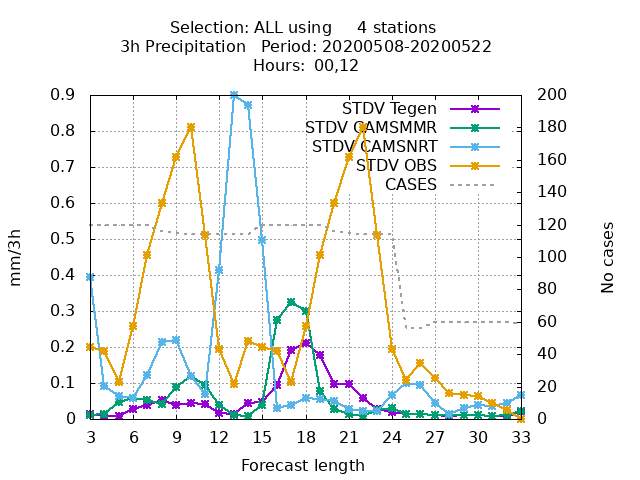 Selection: ALL using 4 stations
3h Precipitation Period: 20200508-20200522
Hours: 00,12
STDV Tegen
STDV CAMSMMR
STDV CAMSNRT
STDV OBS
CASES
mm/3h
0.9
0.8
0.7
0.6
0.5
0.4
0.3
0.2
0.1
0
No cases
200
180
160
140
120
100
80
60
40
20
0
3 6 9 12 15 18 21 24 27 30 33
Forecast length